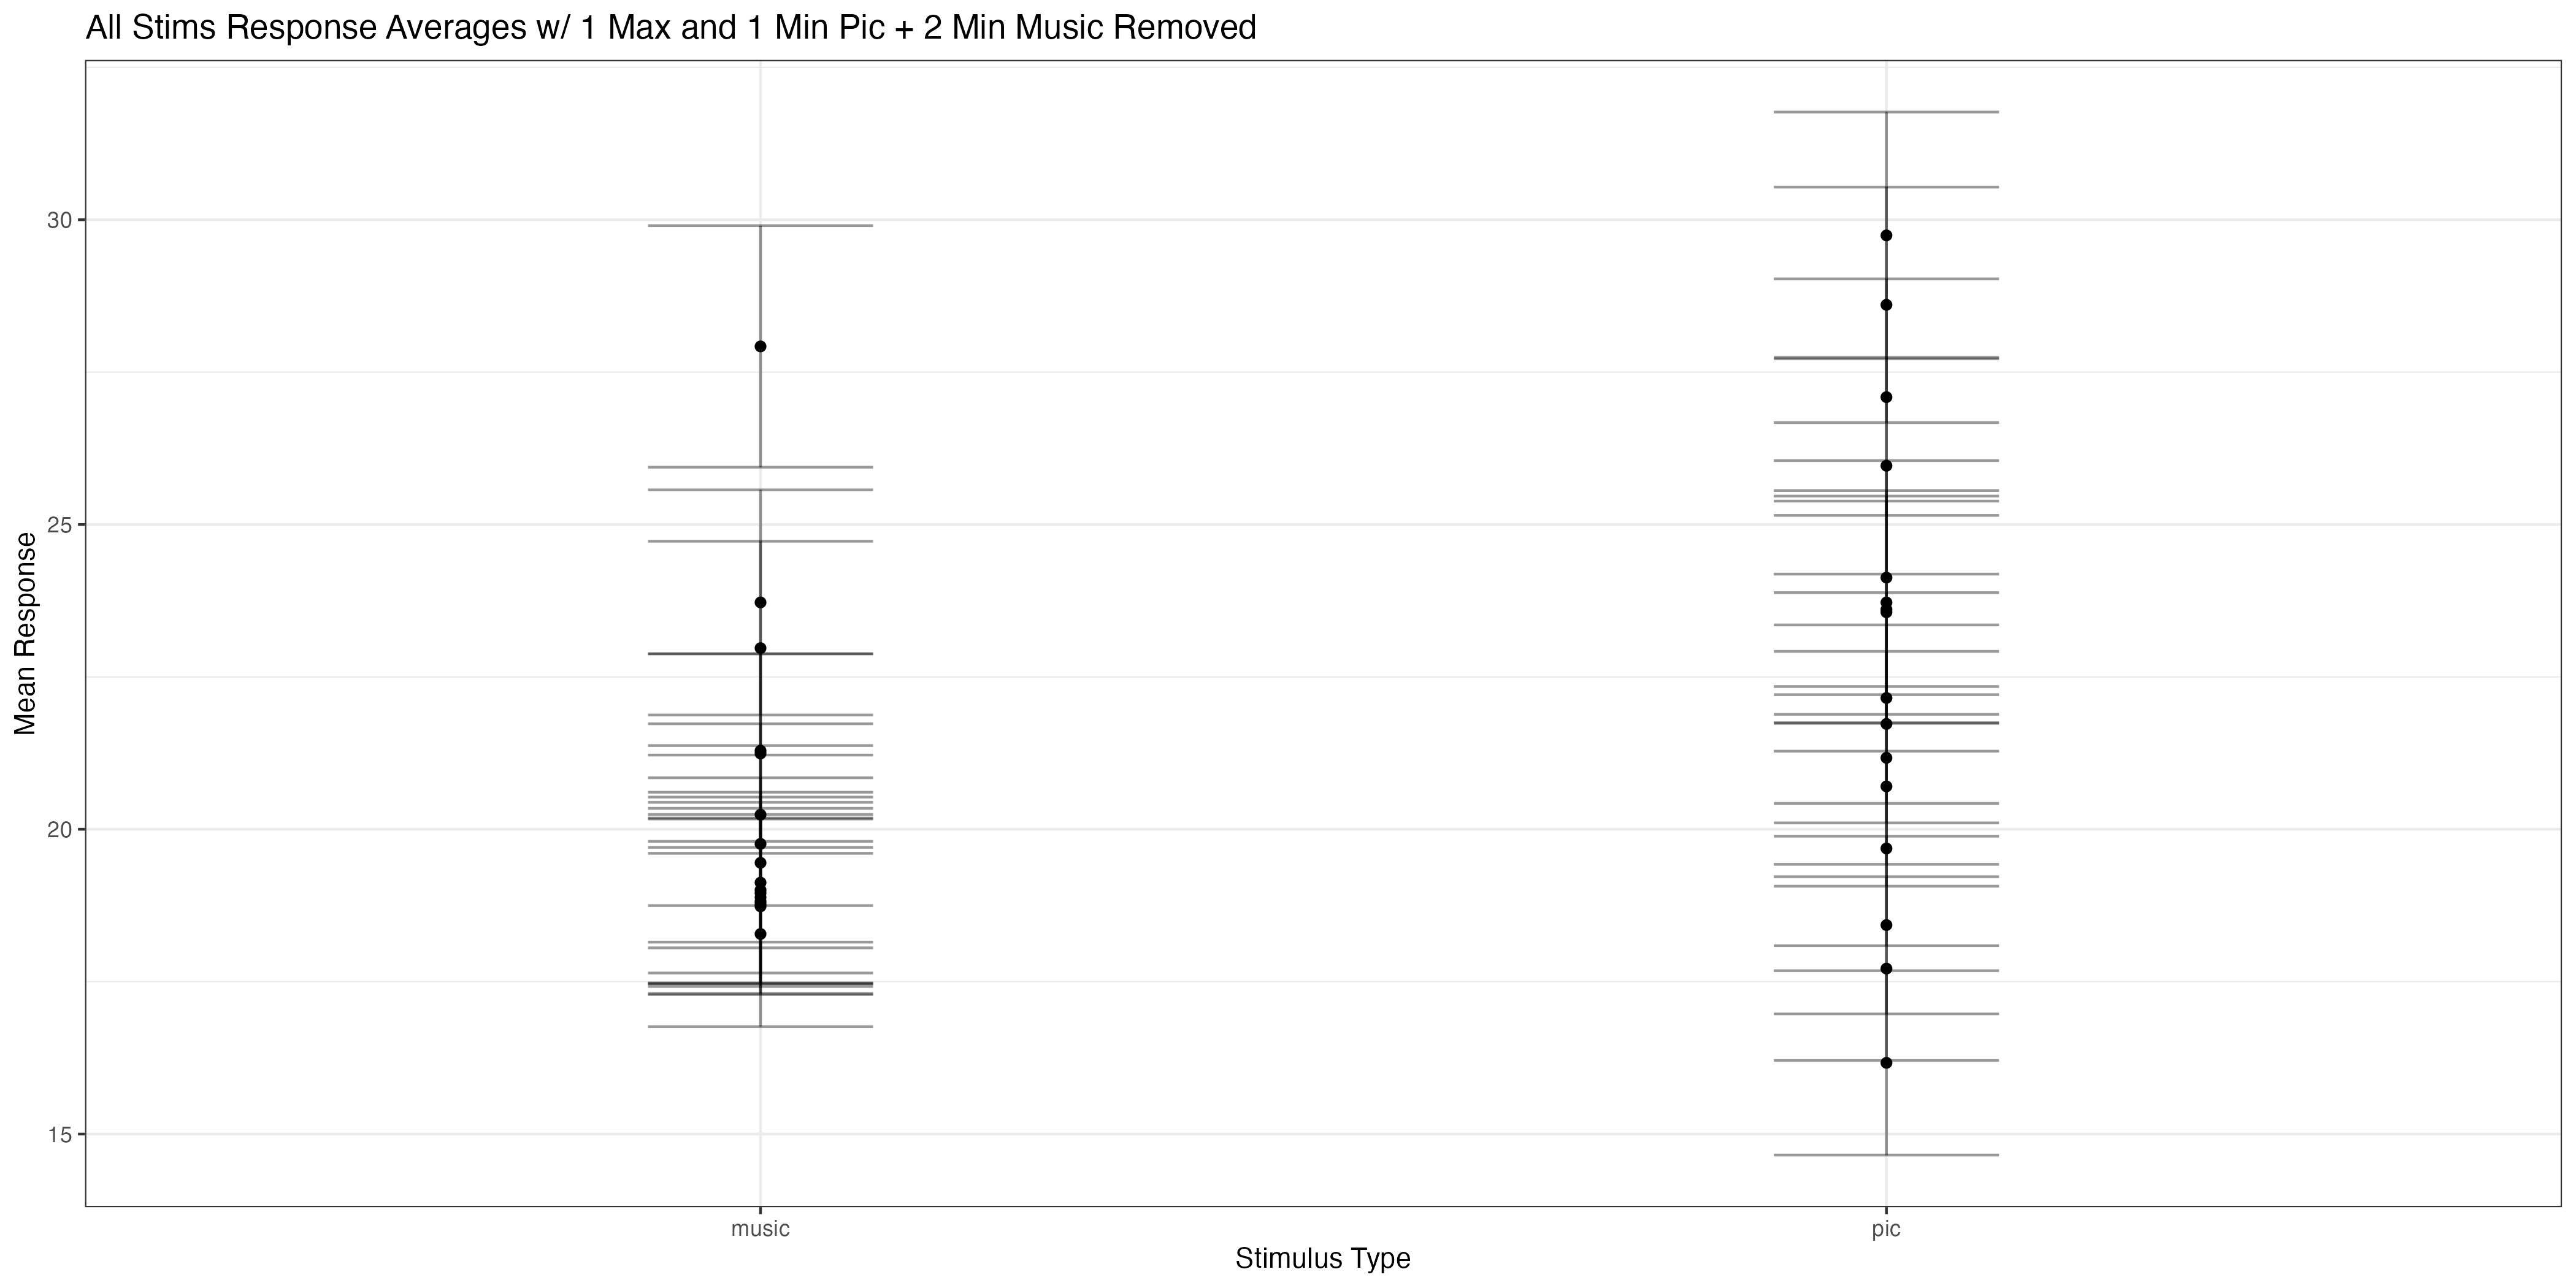 All Stims Response Averages w/ 1 Max and 1 Min Pic + 2 Min Music Removed
Mean Response
30
25
20
15
music
pic
Stimulus Type